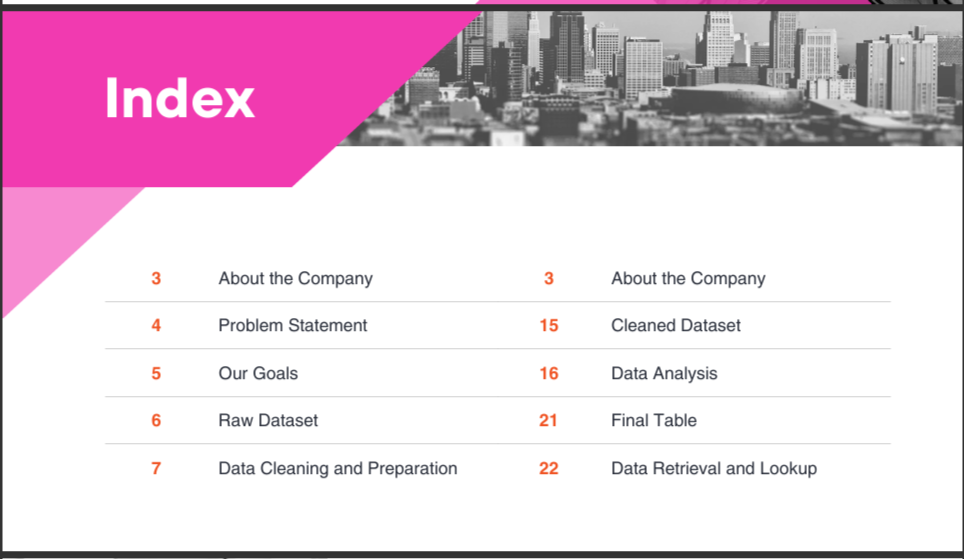 Index
3 About the Company
4 Problem Statement
5 Our Goals
6 Raw Dataset
7 Data Cleaning and Preparation
3 About the Company
15 Cleaned Dataset
16 Data Analysis
21 Final Table
22 Data Retrieval and Lookup